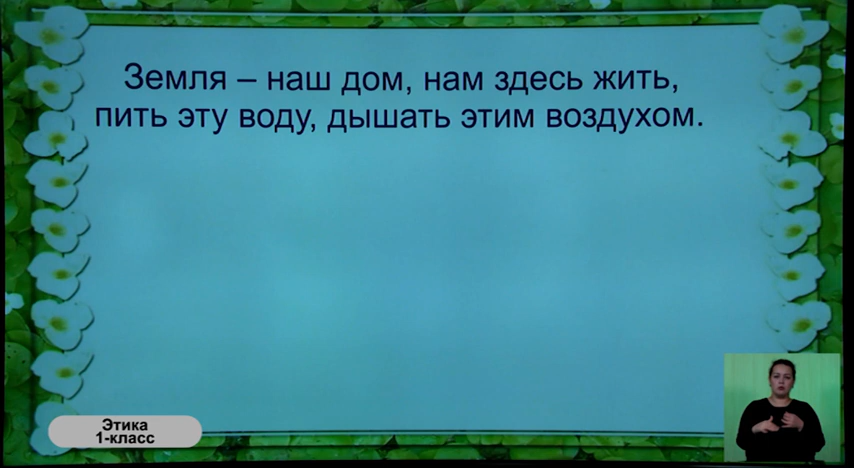 Земля – наш дом, нам здесь жить,
пить эту воду, дышать этим воздухом.
Этика
1-класс